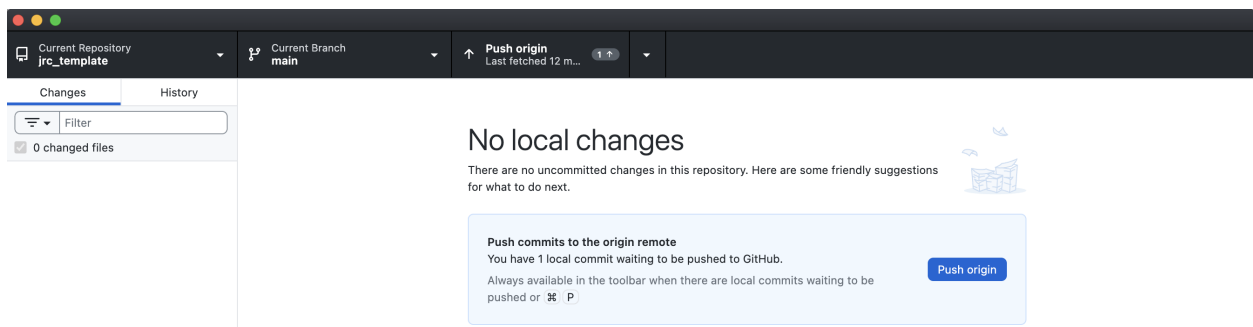 Current Repository
jrc_template
Current Branch
main
Push origin
Last fetched 12 m...
1 ↑
Changes
History
Filter
0 changed files
No local changes
There are no uncommitted changes in this repository. Here are some friendly suggestions
for what to do next.
Push commits to the origin remote
You have 1 local commit waiting to be pushed to GitHub.
Always available in the toolbar when there are local commits waiting to be
pushed or ⌘ P
Push origin